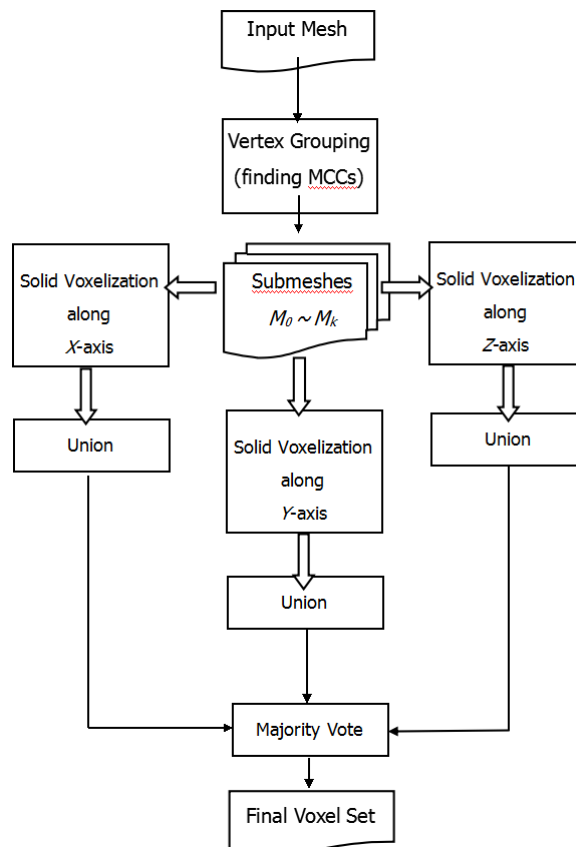 Input Mesh
Vertex Grouping
(finding MCCs)
Submeshes
M0 ~ Mk
Solid Voxelization
along
X-axis
Solid Voxelization
along
Z-axis
Union
Solid Voxelization
along
Y-axis
Union
Union
Majority Vote
Final Voxel Set